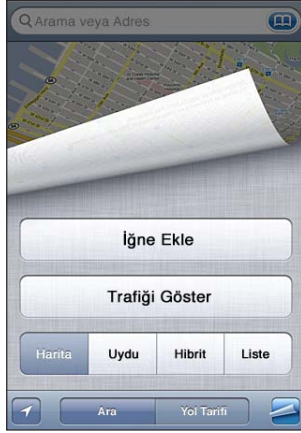 Arama veya Adres
İğne Ekle
Trafiği Göster
Harita Uydu Hibrit Liste
Ara Yol Tarifi